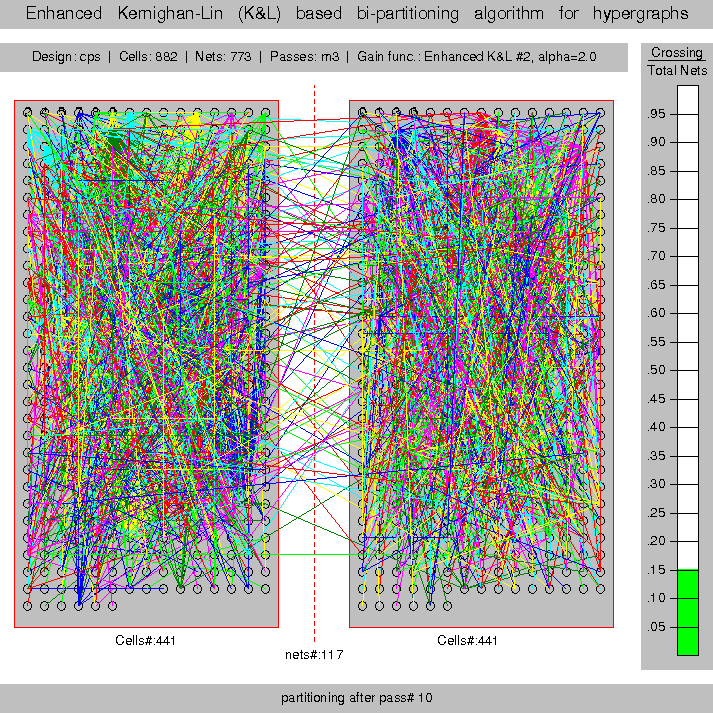 Enhanced Kernighan-Lin (K&L) based bi-partitioning algorithm for hypergraphs
Design: cps | Cells: 882 | Nets: 773 | Passes: m3 | Gain func.: Enhanced K&L #2, alpha=2.0
Crossing
Total Nets
.95
.90
.85
.80
.75
.70
.65
.60
.55
.50
.45
.40
.35
.30
.25
.20
.15
.10
.05
Cells#:441
Cells#:441
nets#:117
partitioning after pass# 10